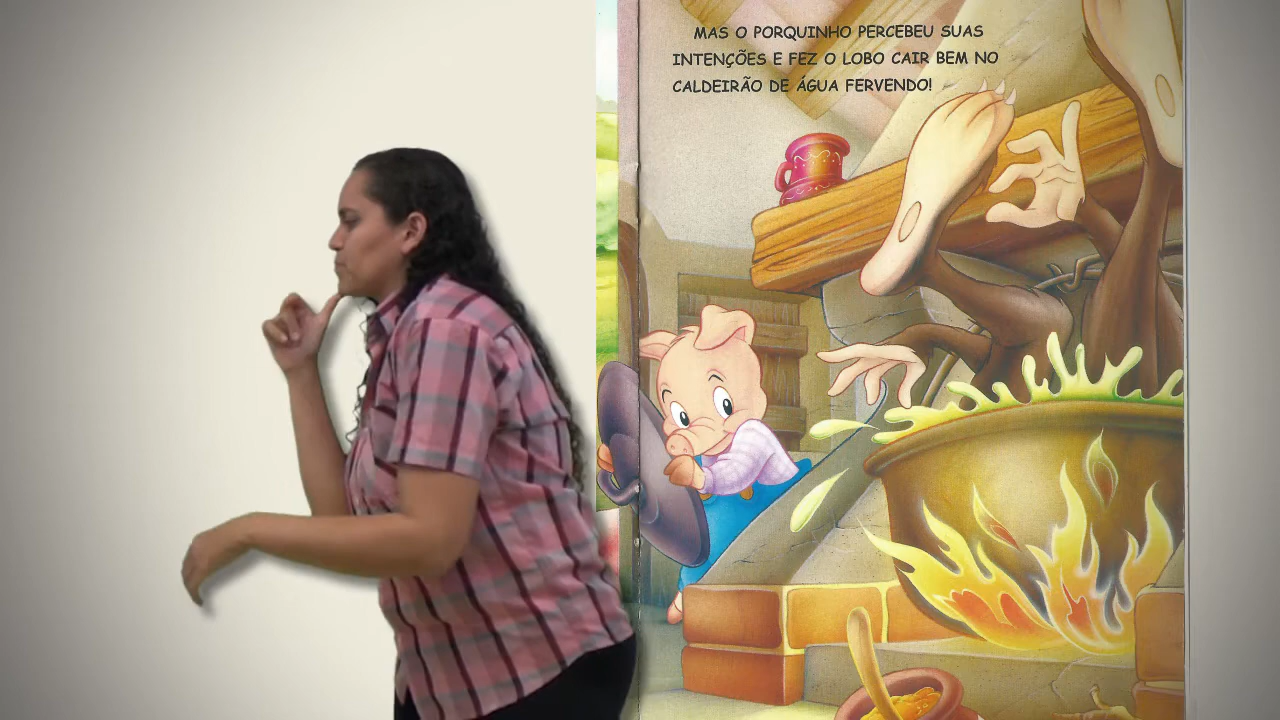 MAS O PORQUINHO PERCEBEU SUAS
INTENÇÕES E FEZ O LOBO CAIR BEM NO
CALDEIRÃO DE ÁGUA FERVENDO!